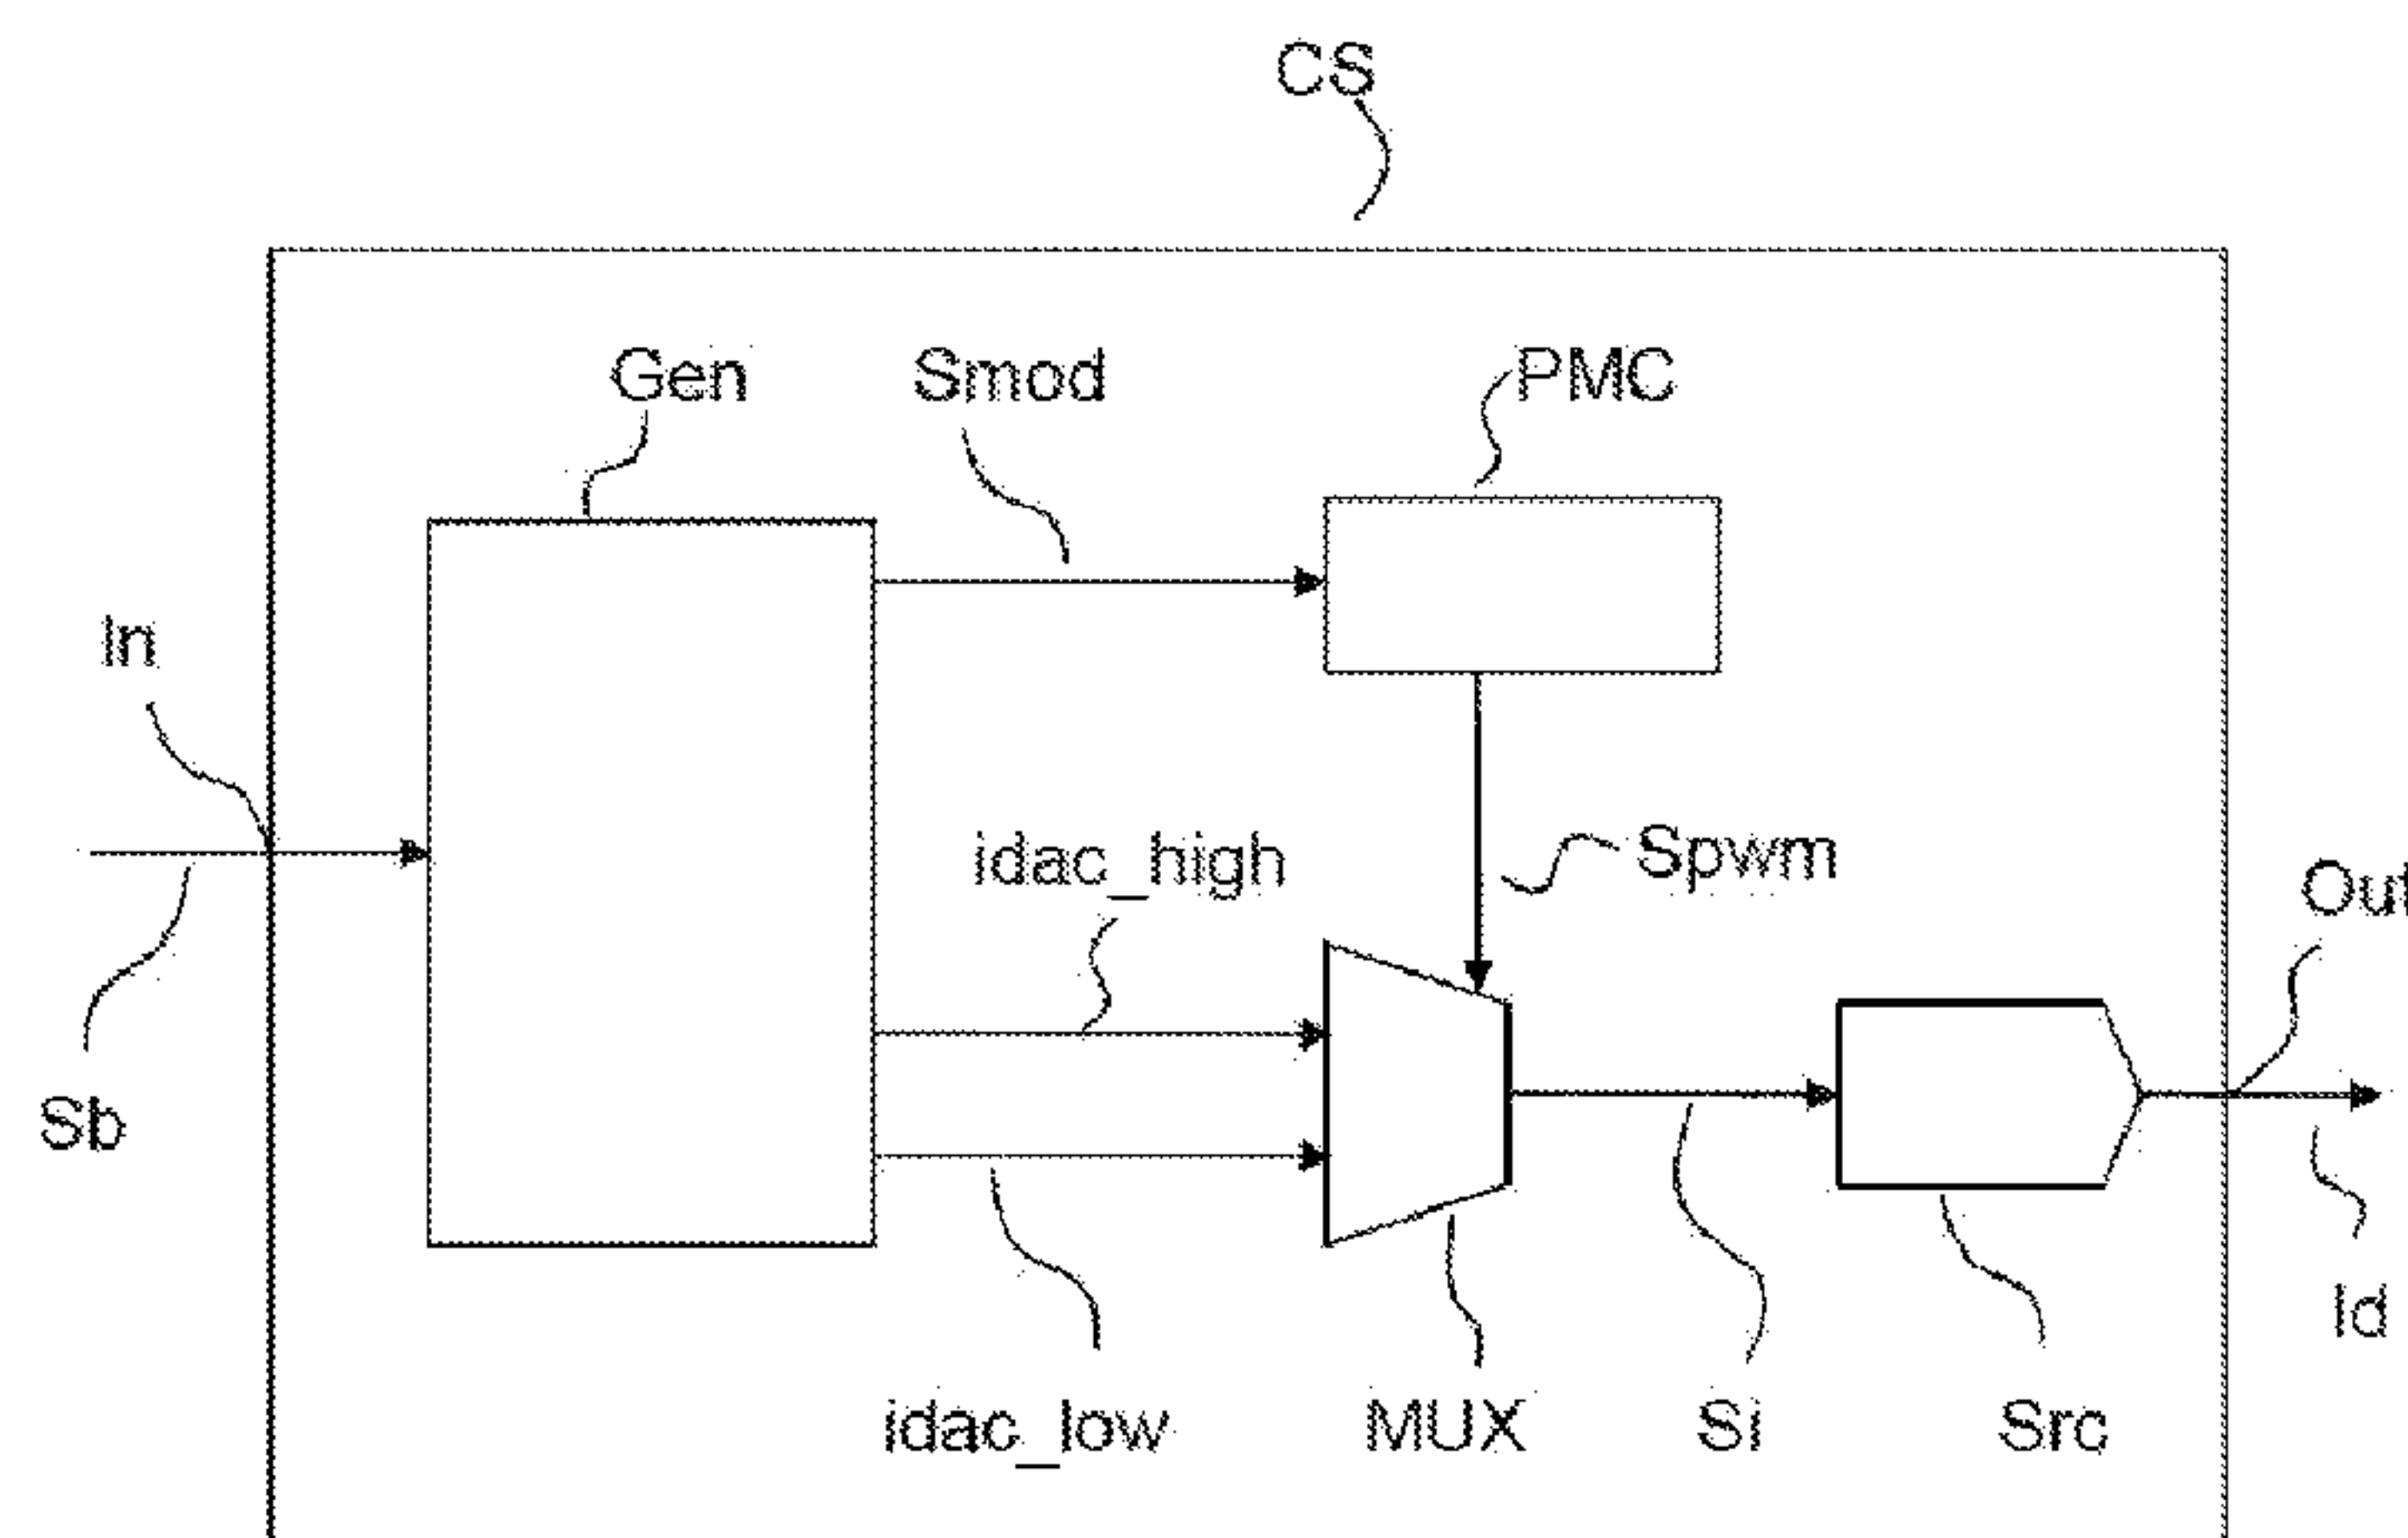 CS
Gen
Smod
PMC
In
idac_high
Spwm
Out
Sb
Id
idac_low
MUX
Si
Src